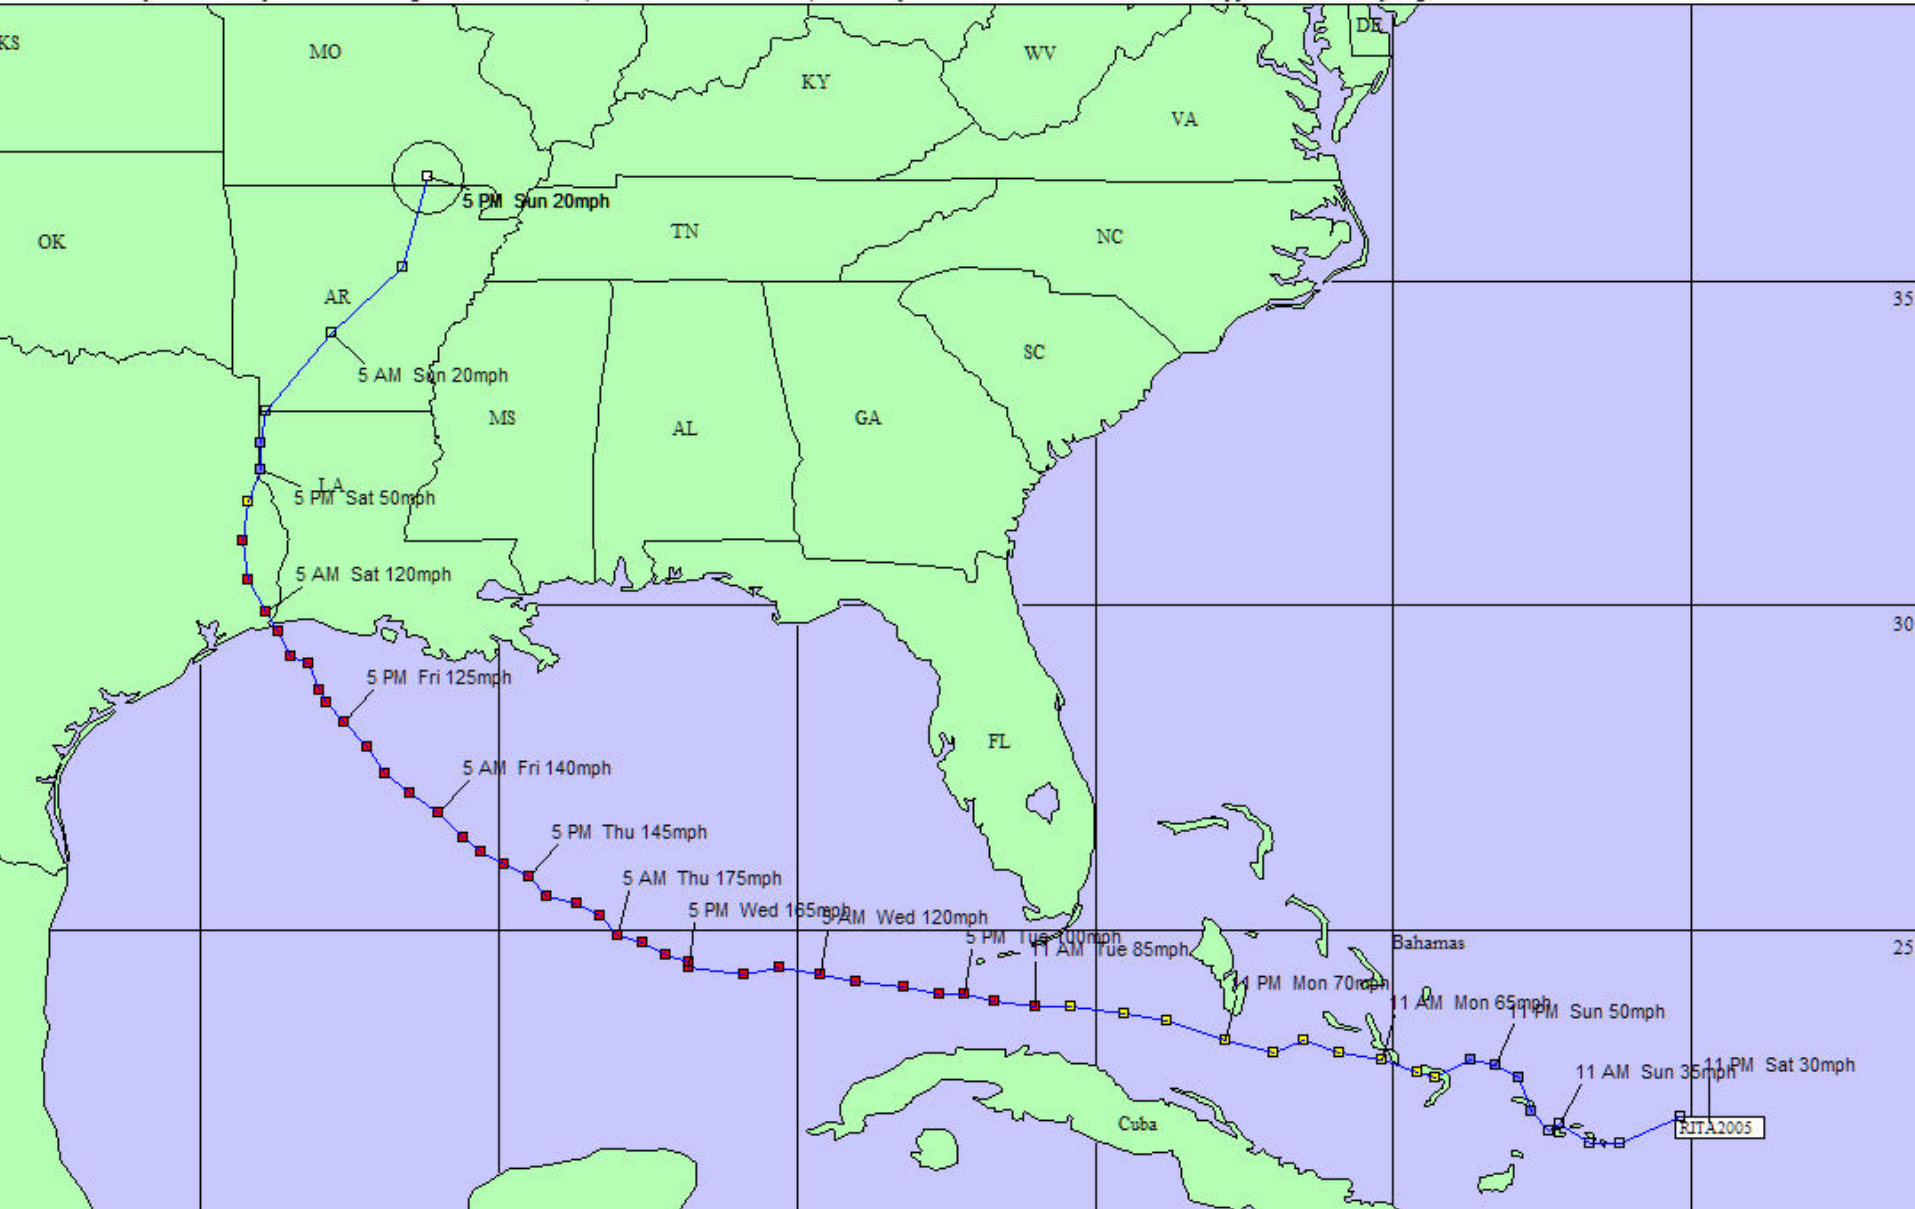 DE
KS
MO
WV
KY
VA
5 PM Sun 20mph
TN
NC
OK
AR
35
SC
5 AM Sun 20mph
MS
AL
GA
LA
5 PM Sat 50mph
5 AM Sat 120mph
30
5 PM Fri 125mph
FL
5 AM Fri 140mph
5 PM Thu 145mph
5 AM Thu 175mph
5 PM Wed 165mph
5 AM Wed 120mph
5 PM Tue 100mph
11 AM Tue 85mph
Bahamas
25
11 PM Mon 70mph
11 AM Mon 65mph
11 PM Sun 50mph
11 AM Sun 35mph
11 PM Sat 30mph
Cuba
RITA2005